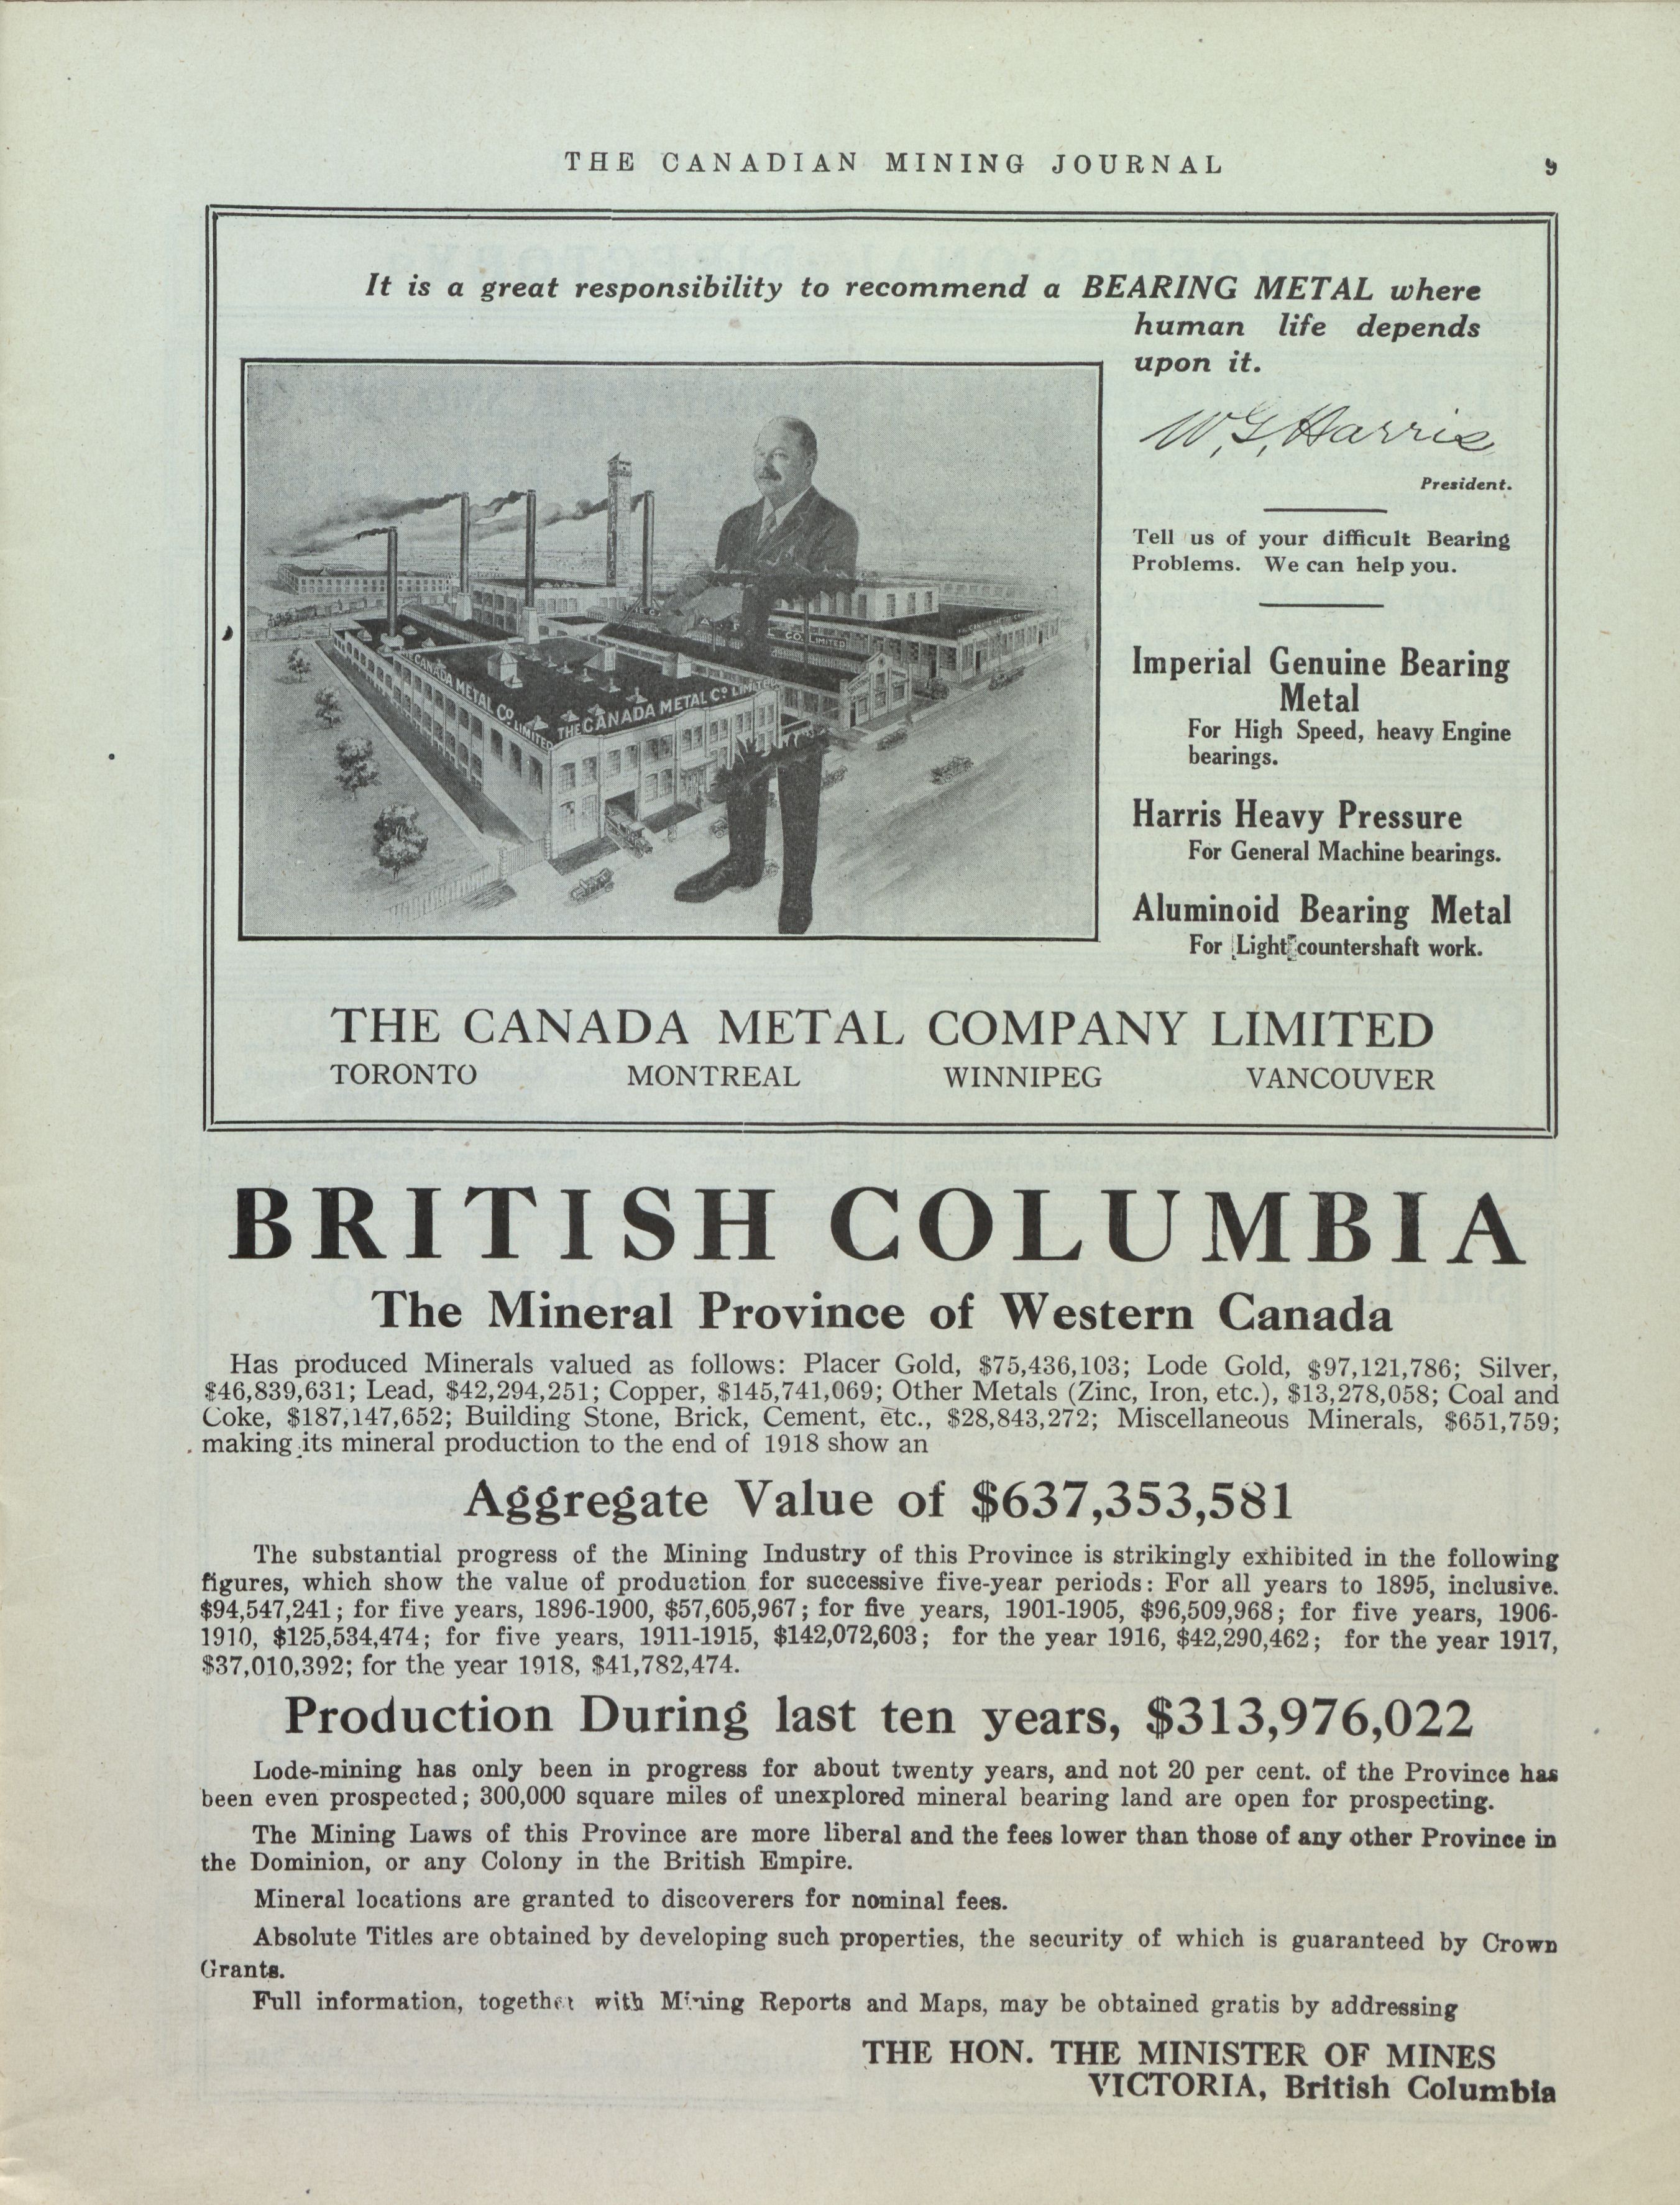 THE CANADIAN MINING JOURNAL 9
It is a great responsibility to recommend a BEARING METAL where
human life depends
upon it.
W. G. Harris
President.
Tell us of your difficult Bearing
Problems. We can help you.
Imperial Genuine Bearing
Metal
For High Speed, heavy Engine
bearings.
Harris Heavy Pressure
For General Machine bearings.
Aluminoid Bearing Metal
For Light countershaft work.
CANADA METAL CO. LIMITED
THE CANADA METAL CO LIMITED
CO. LIMITED
THE CANADA METAL COMPANY LIMITED
TORONTO MONTREAL WINNIPEG VANCOUVER
BRITISH COLUMBIA
The Mineral Province of Western Canada
Has produced Minerals valued as follows: Placer Gold, $75,436,103; Lode Gold, $97,121,786; Silver,
$46,839,631; Lead, $42,294,251; Copper, $145,741,069; Other Metals (Zinc, Iron, etc.), $13,278,058; Coal and
Coke, $187,147,652; Building Stone, Brick, Cement, etc., $28,843,272; Miscellaneous Minerals, $651,759;
making its mineral production to the end of 1918 show an
Aggregate Value of $637,353,581
The substantial progress of the Mining Industry of this Province is strikingly exhibited in the following
figures, which show the value of production for successive five-year periods: For all years to 1895, inclusive.
$94,547,241; for five years, 1896-1900, $57,605,967; for five years, 1901-1905, $96,509,968; for five years, 1906-
1910, $125,534,474; for five years, 1911-1915, $142,072,603; for the year 1916, $42,290,462; for the year 1917,
$37,010,392; for the year 1918, $41,782,474.
Production During last ten years, $313,976,022
Lode-mining has only been in progress for about twenty years, and not 20 per cent. of the Province has
been even prospected; 300,000 square miles of unexplored mineral bearing land are open for prospecting.
The Mining Laws of this Province are more liberal and the fees lower than those of any other Province in
the Dominion, or any Colony in the British Empire.
Mineral locations are granted to discoverers for nominal fees.
Absolute Titles are obtained by developing such properties, the security of which is guaranteed by Crown
Grants.
Full information, together with Mining Reports and Maps, may be obtained gratis by addressing
THE HON. THE MINISTER OF MINES
VICTORIA, British Columbia